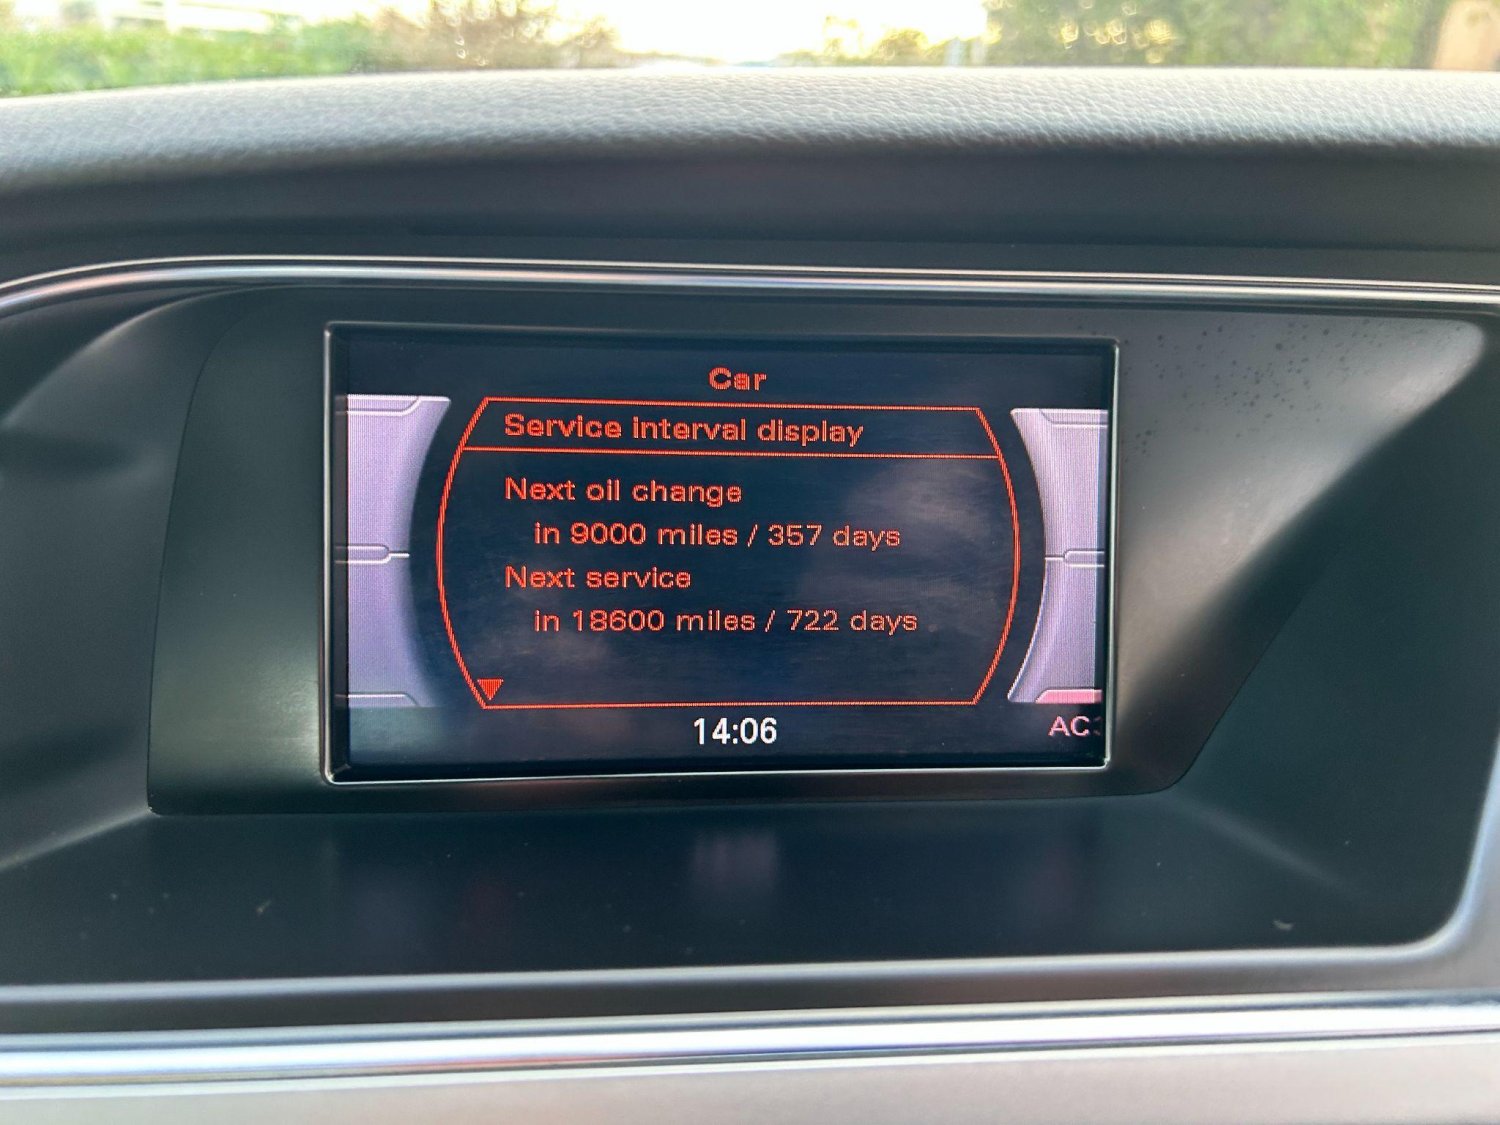 Car
Service interval display
Next oil change
in 9000 miles / 357 days
Next service
in 18600 miles / 722 days
14:06
AC